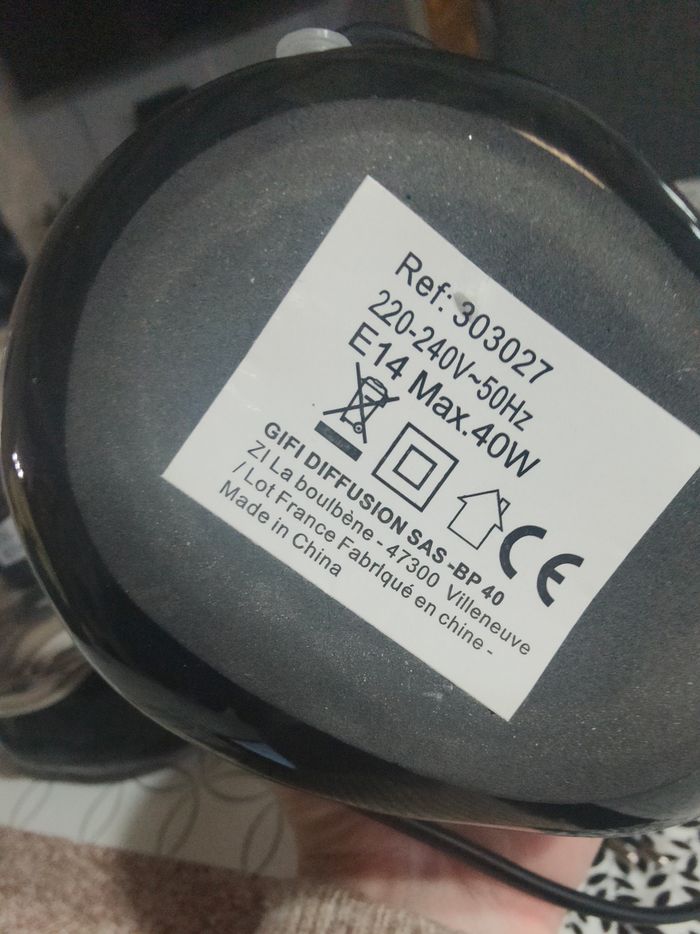 Ref: 303027
220-240V~50Hz
E14 Max.40W
CE
GIFI DIFFUSION SAS -BP 40
ZI La boulbène - 47300 Villeneuve
/ Lot France Fabriqué en chine -
Made in China